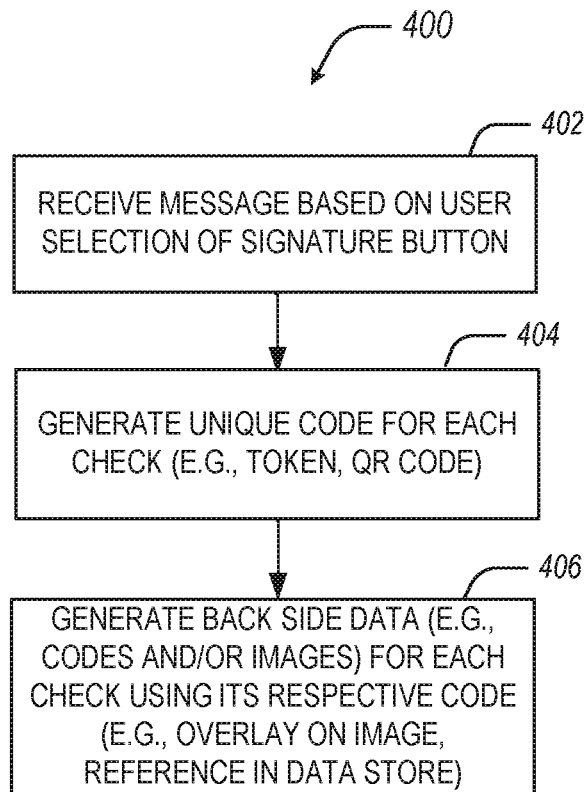 400
402
RECEIVE MESSAGE BASED ON USER
SELECTION OF SIGNATURE BUTTON
404
GENERATE UNIQUE CODE FOR EACH
CHECK (E.G., TOKEN, QR CODE)
406
GENERATE BACK SIDE DATA (E.G.,
CODES AND/OR IMAGES) FOR EACH
CHECK USING ITS RESPECTIVE CODE
(E.G., OVERLAY ON IMAGE,
REFERENCE IN DATA STORE)